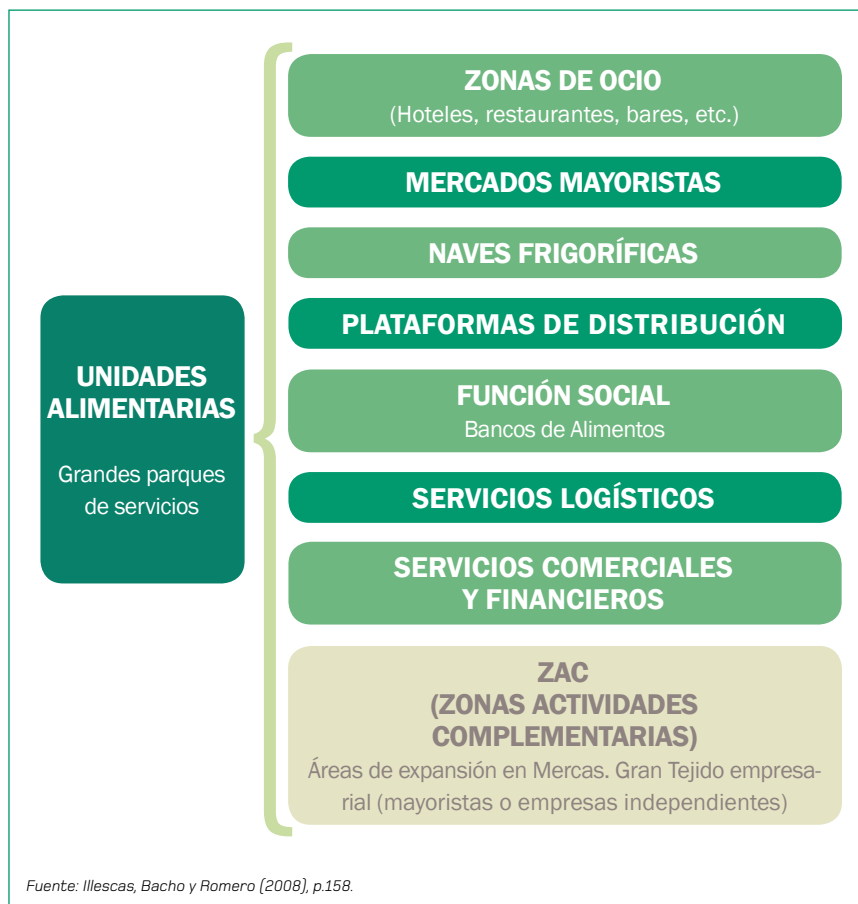 UNIDADES
ALIMENTARIAS
Grandes parques
de servicios
ZONAS DE OCIO
(Hoteles, restaurantes, bares, etc.)
MERCADOS MAYORISTAS
NAVES FRIGORÍFICAS
PLATAFORMAS DE DISTRIBUCIÓN
FUNCIÓN SOCIAL
Bancos de Alimentos
SERVICIOS LOGÍSTICOS
SERVICIOS COMERCIALES
Y FINANCIEROS
ZAC
(ZONAS ACTIVIDADES
COMPLEMENTARIAS)
Áreas de expansión en Mercas. Gran Tejido empresa-
rial (mayoristas o empresas independientes)
Fuente: Illescas, Bacho y Romero (2008), p.158.